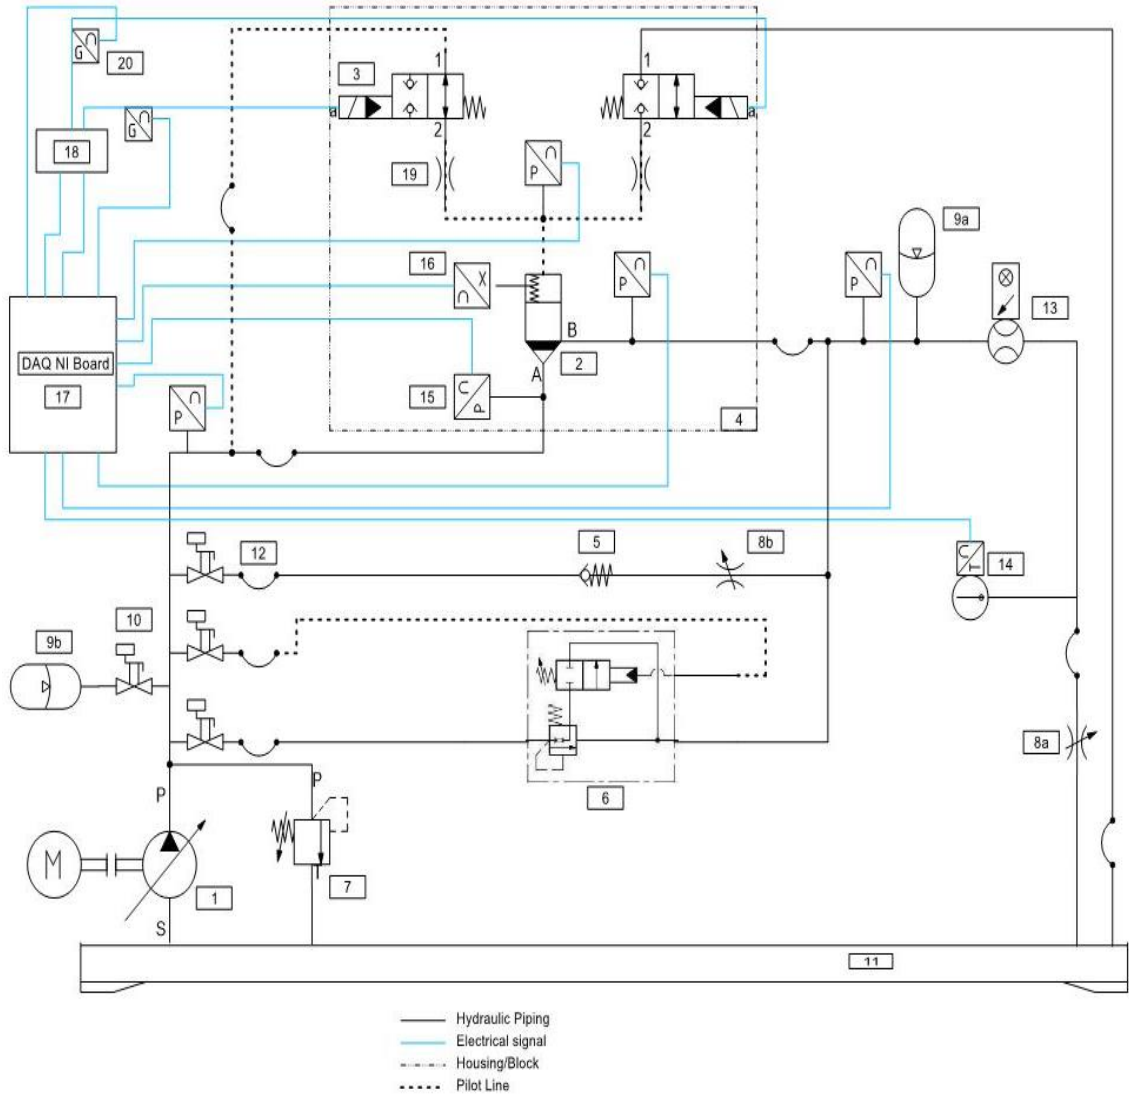 G
∩
20
3
1
1
a
a
G
∩
18
2
2
19
∩
P
9a
16
X
∩
∩
P
∩
P
13
B
DAQ NI Board
2
A
17
15
∩
P
4
∩
P
12
5
8b
∩
T
14
10
9b
8a
6
P
p
M
7
1
S
11
Hydraulic Piping
Electrical signal
Housing/Block
Pilot Line